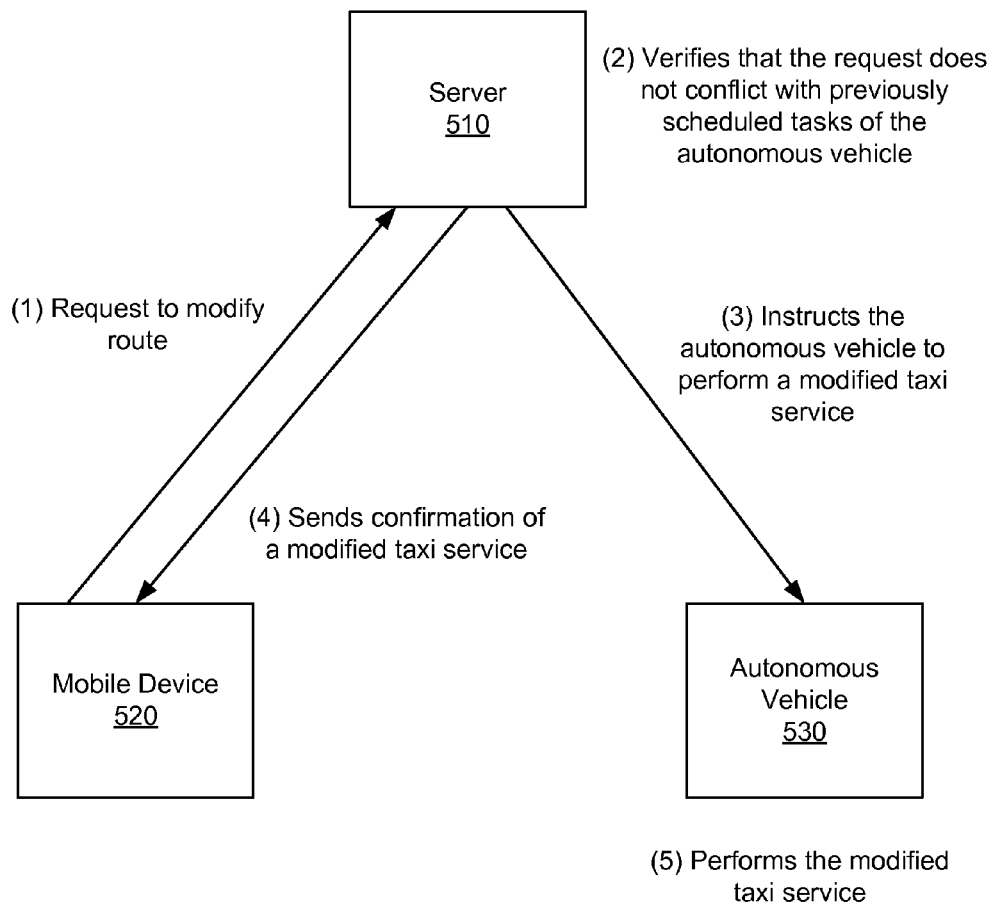 Server
510
(2) Verifies that the request does
not conflict with previously
scheduled tasks of the
autonomous vehicle
(1) Request to modify
route
(3) Instructs the
autonomous vehicle to
perform a modified taxi
service
(4) Sends confirmation of
a modified taxi service
Mobile Device
520
Autonomous
Vehicle
530
(5) Performs the modified
taxi service